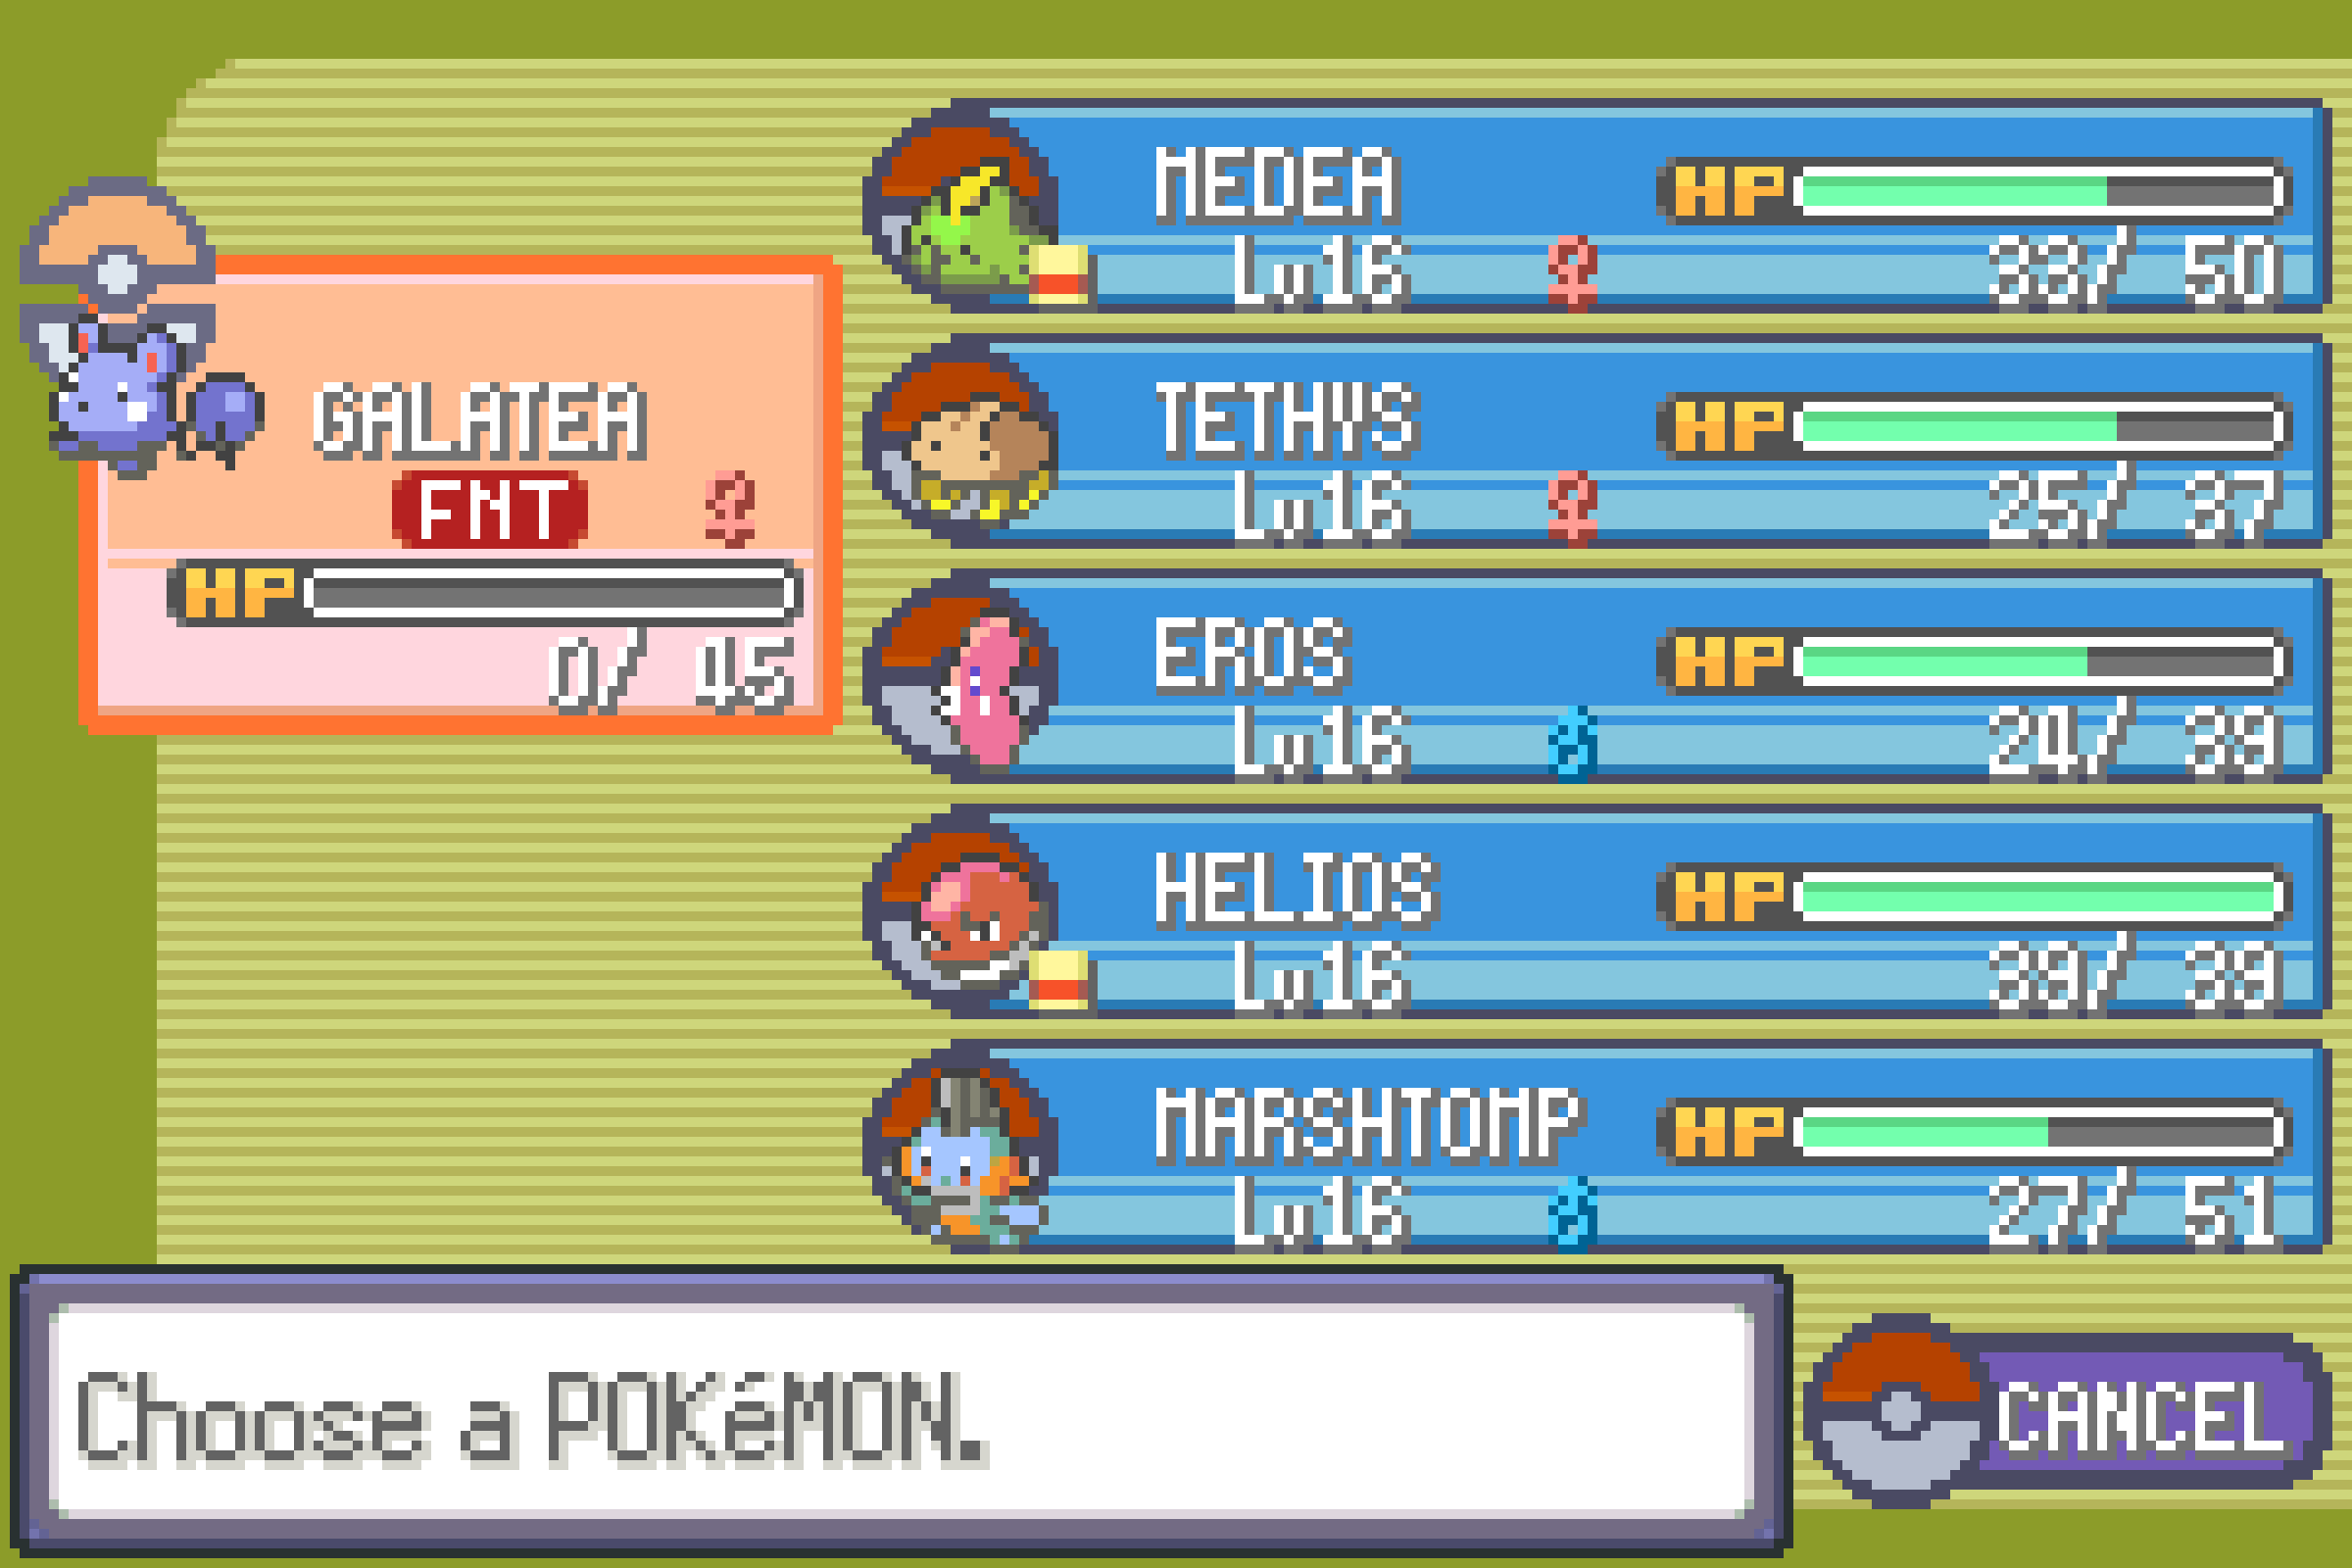 GALATEA
FNT ♀
HP
0/ 45
MEDEA
HP
Lv16 ♀ 33/ 50
TETHYS
HP
Lv16 ♀ 25/ 37
EROS
HP
Lv16 ♂ 24/ 39
HELIOS
HP
Lv16 39/ 39
MARSHTOMP
HP
Lv16 ♂ 27/ 51
Choose a POKéMON.
CANCEL